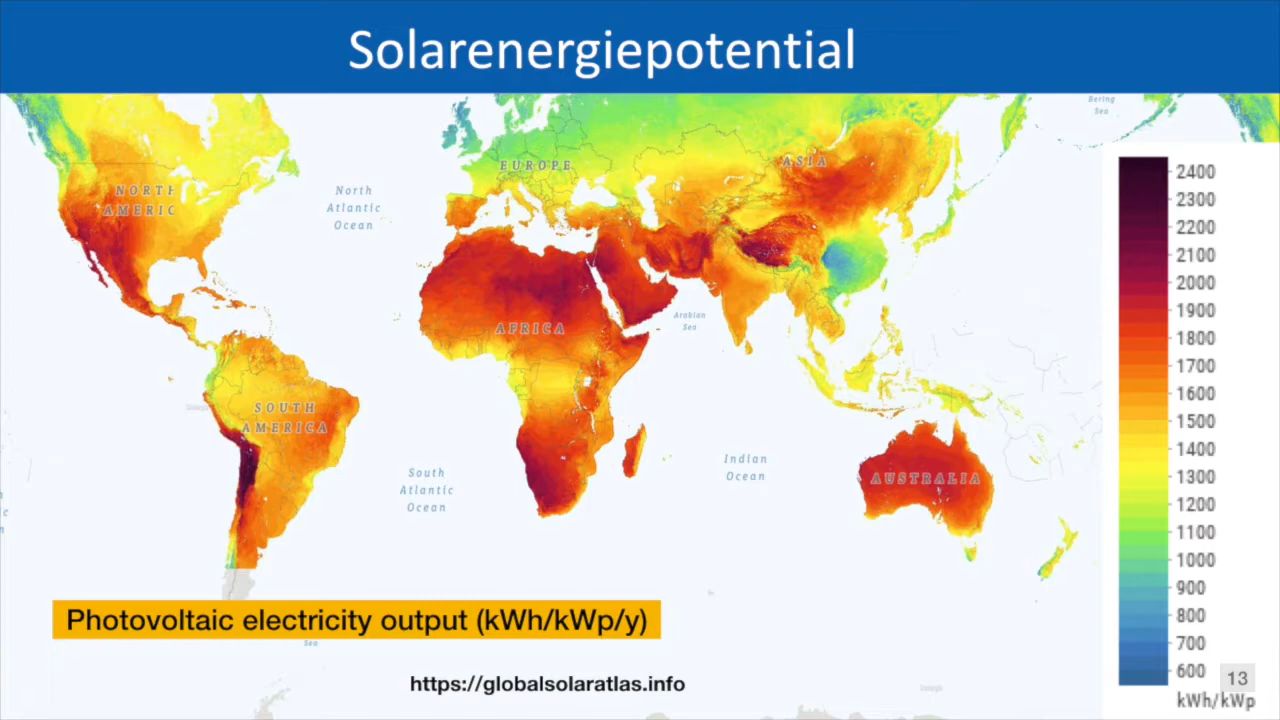 Solarenergiepotential
Bering
Sea
NORTH
AMERIC
North
Atlantic
Ocean
EUROPE
ASIA
Arabian
Sea
AFRICA
SOUTH
AMERICA
South
Atlantic
Ocean
Indian
Ocean
AUSTRALIA
2400
2300
2200
2100
2000
1900
1800
1700
1600
1500
1400
1300
1200
1100
1000
900
800
700
600
kWh/kWp
Photovoltaic electricity output (kWh/kWp/y)
Sea
https://globalsolaratlas.info
13